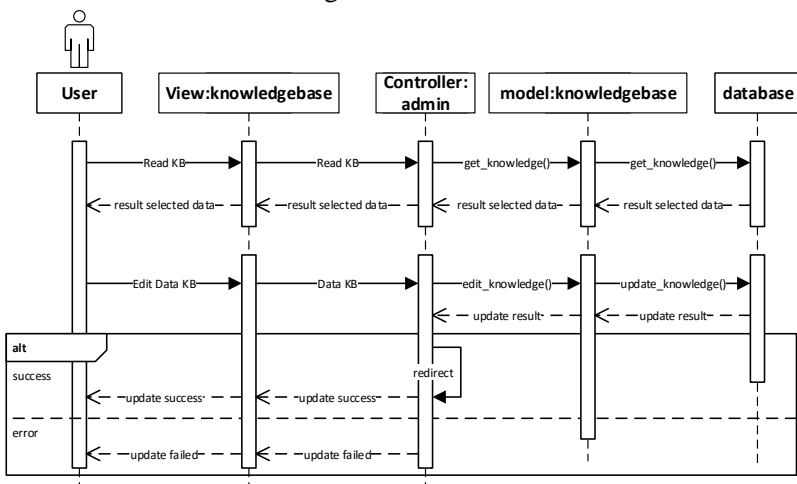 User
View:knowledgebase
Controller:
admin
model:knowledgebase
database
Read KB
Read KB
get_knowledge()
get_knowledge()
result selected data
result selected data
result selected data
result selected data
Edit Data KB
Data KB
edit_knowledge()
update_knowledge()
update result
update result
alt
success
redirect
update success
update success
error
update failed
update failed